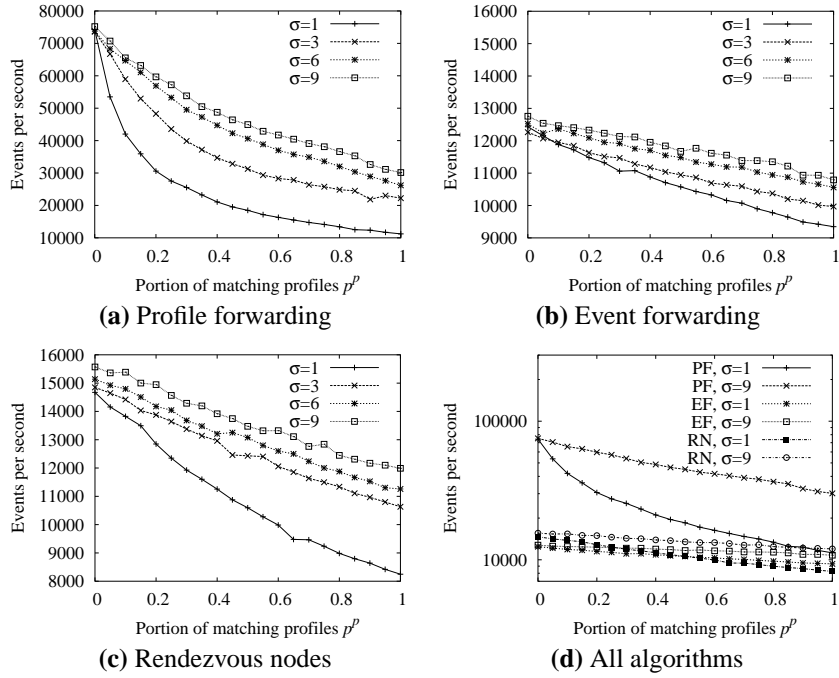 80000
70000
60000
50000
40000
30000
20000
10000
Events per second
σ=1
σ=3
σ=6
σ=9
0 0.2 0.4 0.6 0.8 1
Portion of matching profiles p^p
(a) Profile forwarding
16000
15000
14000
13000
12000
11000
10000
9000
Events per second
σ=1
σ=3
σ=6
σ=9
0 0.2 0.4 0.6 0.8 1
Portion of matching profiles p^p
(b) Event forwarding
16000
15000
14000
13000
12000
11000
10000
9000
8000
Events per second
σ=1
σ=3
σ=6
σ=9
0 0.2 0.4 0.6 0.8 1
Portion of matching profiles p^p
(c) Rendezvous nodes
100000
10000
Events per second
PF, σ=1
PF, σ=9
EF, σ=1
EF, σ=9
RN, σ=1
RN, σ=9
0 0.2 0.4 0.6 0.8 1
Portion of matching profiles p^p
(d) All algorithms